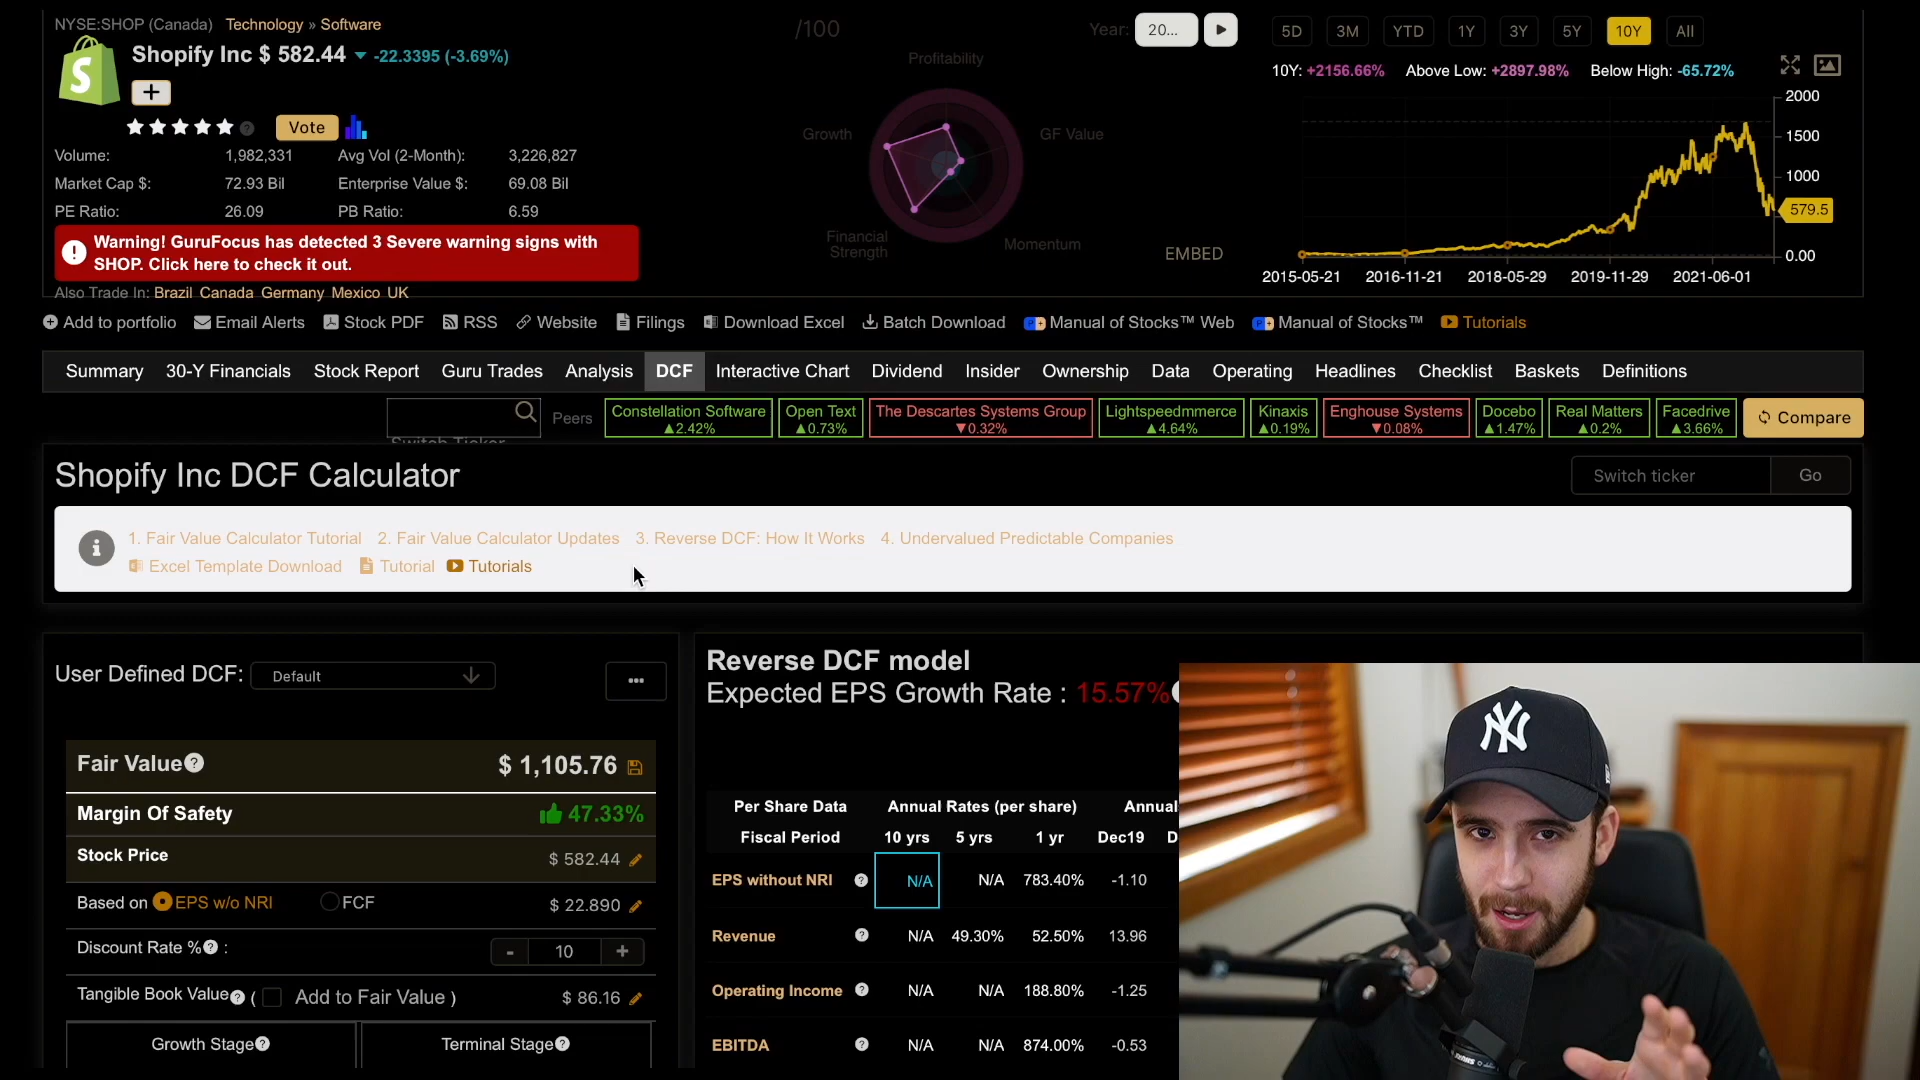 NYSE:SHOP (Canada) Technology » Software
Shopify Inc $ 582.44 -22.3395 (-3.69%)
+
Vote
Volume: 1,982,331 Avg Vol (2-Month): 3,226,827
Market Cap $: 72.93 Bil Enterprise Value $: 69.08 Bil
PE Ratio: 26.09 PB Ratio: 6.59
Warning! GuruFocus has detected 3 Severe warning signs with
SHOP. Click here to check it out.
Also Trade In: Brazil Canada Germany Mexico UK
/100
Year: 20...
Profitability
Growth
GF Value
Financial
Strength
Momentum
EMBED
5D 3M YTD 1Y 3Y 5Y 10Y All
10Y: +2156.66% Above Low: +2897.98% Below High: -65.72%
2000
1500
1000
579.5
0.00
2015-05-21 2016-11-21 2018-05-29 2019-11-29 2021-06-01
Add to portfolio Email Alerts Stock PDF RSS Website Filings Download Excel Batch Download Manual of Stocks™ Web Manual of Stocks™ Tutorials
Summary 30-Y Financials Stock Report Guru Trades Analysis DCF Interactive Chart Dividend Insider Ownership Data Operating Headlines Checklist Baskets Definitions
Switch Ticker
Peers
Constellation Software ▲2.42%
Open Text ▲0.73%
The Descartes Systems Group ▼0.32%
Lightspeedmmerce ▲4.64%
Kinaxis ▲0.19%
Enghouse Systems ▼0.08%
Docebo ▲1.47%
Real Matters ▲0.2%
Facedrive ▲3.66%
Compare
Shopify Inc DCF Calculator
Switch ticker Go
1. Fair Value Calculator Tutorial 2. Fair Value Calculator Updates 3. Reverse DCF: How It Works 4. Undervalued Predictable Companies
Excel Template Download Tutorial Tutorials
User Defined DCF: Default ...
Fair Value $ 1,105.76
Margin Of Safety 47.33%
Stock Price $ 582.44
Based on EPS w/o NRI FCF $ 22.890
Discount Rate % : - 10 +
Tangible Book Value ( Add to Fair Value ) $ 86.16
Growth Stage Terminal Stage
Reverse DCF model
Expected EPS Growth Rate : 15.57%
Per Share Data Annual Rates (per share) Annual
Fiscal Period 10 yrs 5 yrs 1 yr Dec19 D
EPS without NRI N/A N/A 783.40% -1.10
Revenue N/A 49.30% 52.50% 13.96
Operating Income N/A N/A 188.80% -1.25
EBITDA N/A N/A 874.00% -0.53
NY